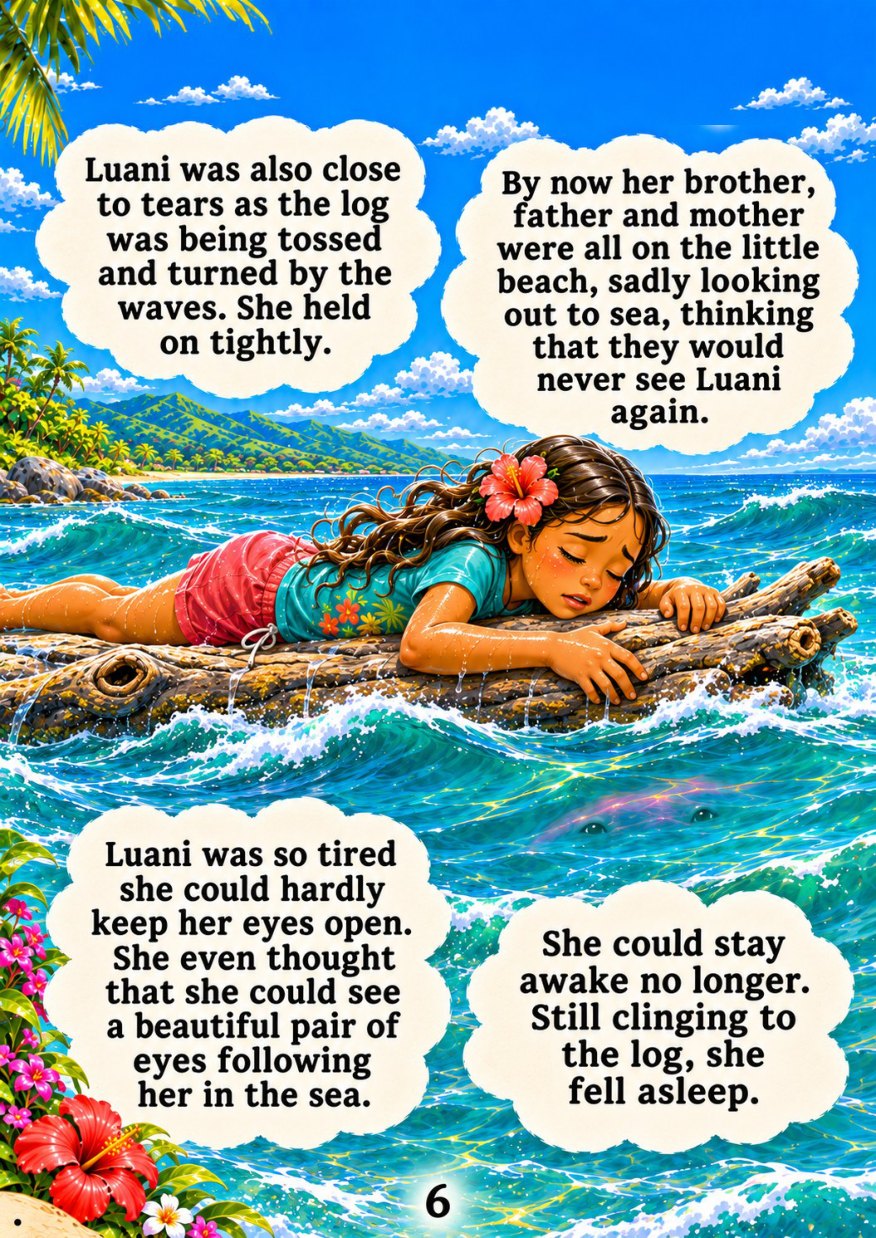 Luani was also close
to tears as the log
was being tossed
and turned by the
waves. She held
on tightly.
By now her brother,
father and mother
were all on the little
beach, sadly looking
out to sea, thinking
that they would
never see Luani
again.
Luani was so tired
she could hardly
keep her eyes open.
She even thought
that she could see
a beautiful pair of
eyes following
her in the sea.
She could stay
awake no longer.
Still clinging to
the log, she
fell asleep.
6